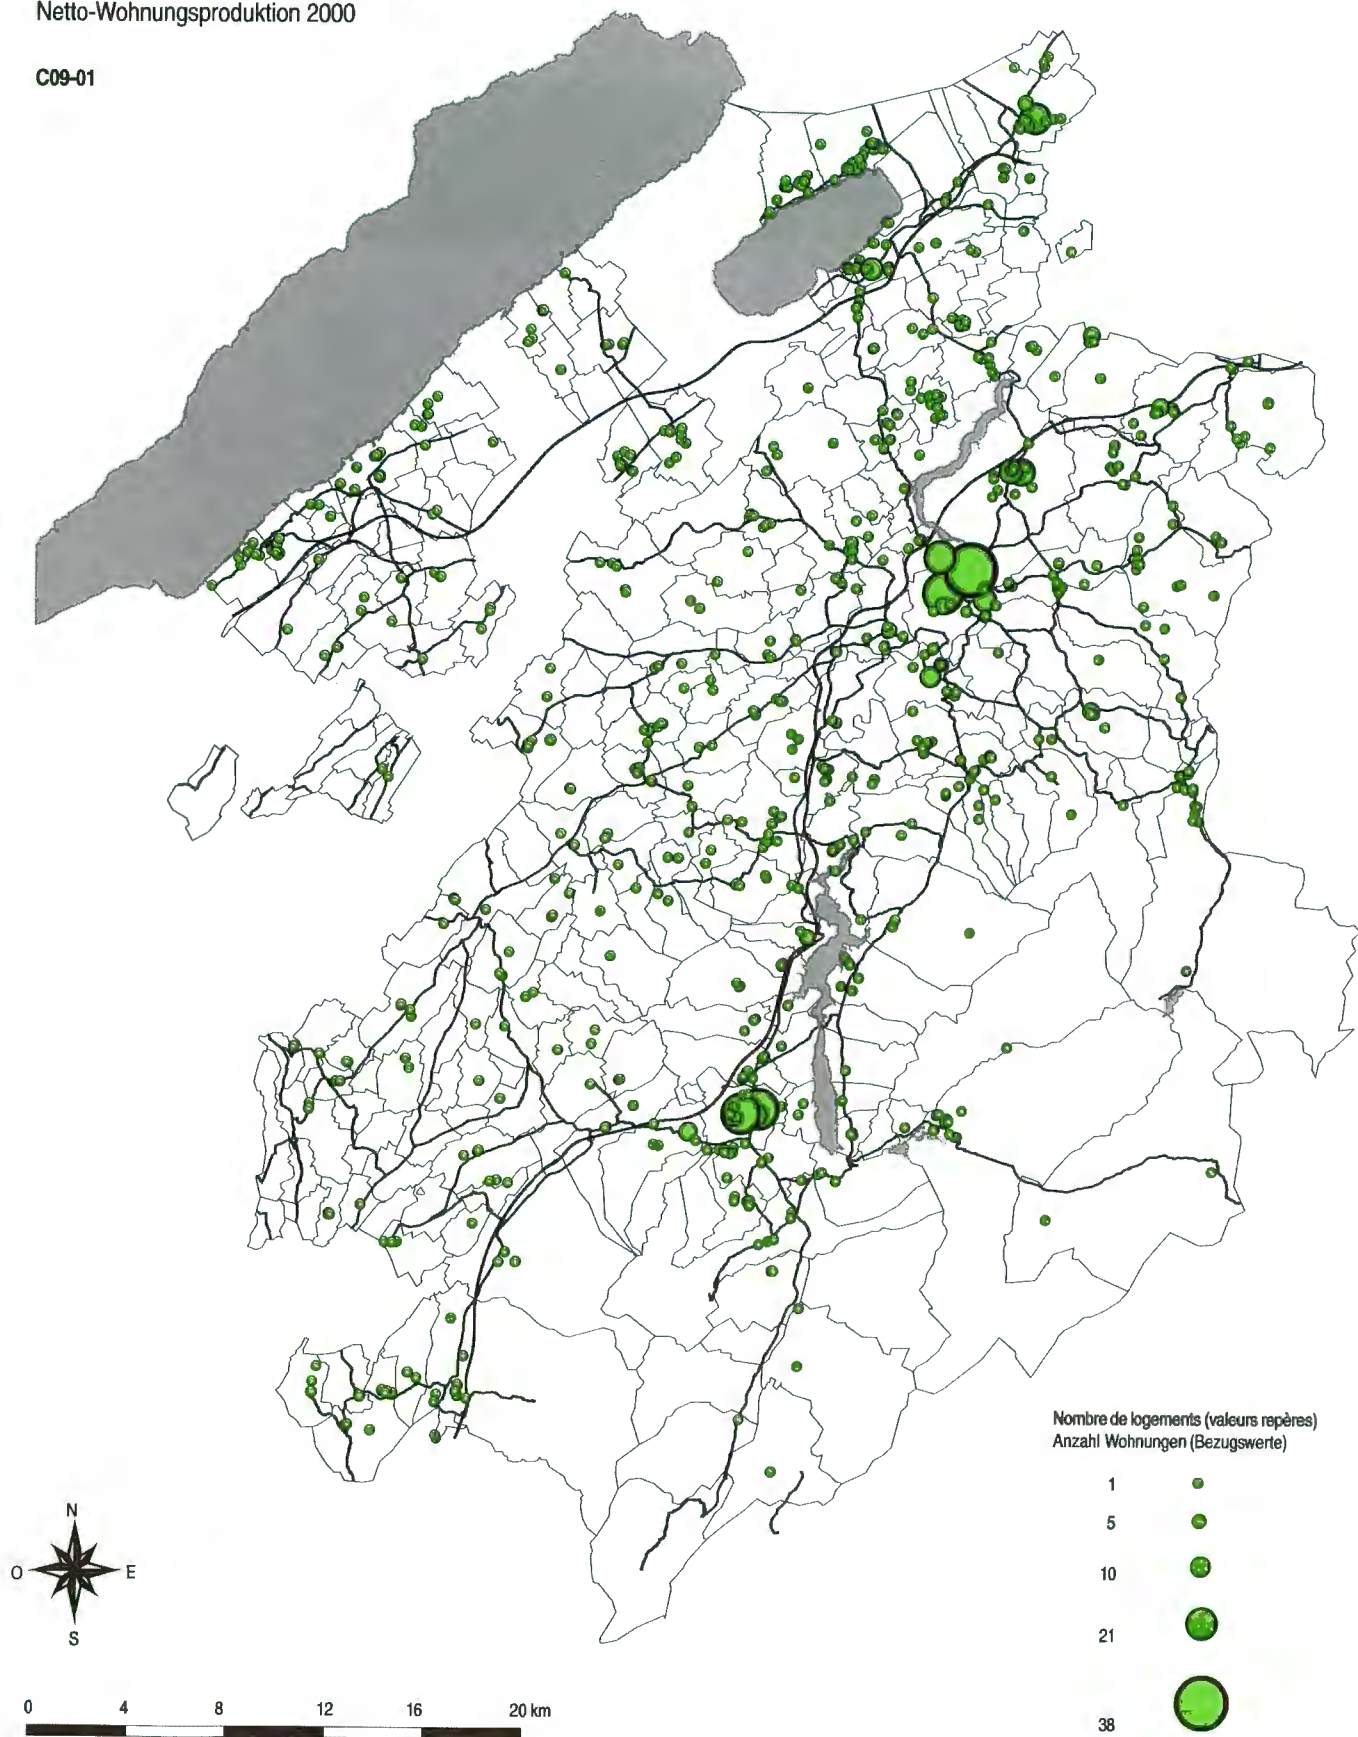 Netto-Wohnungsproduktion 2000
C09-01
Nombre de logements (valeurs repères)
Anzahl Wohnungen (Bezugswerte)
1
5
10
21
38
N
O
E
S
0 4 8 12 16 20 km